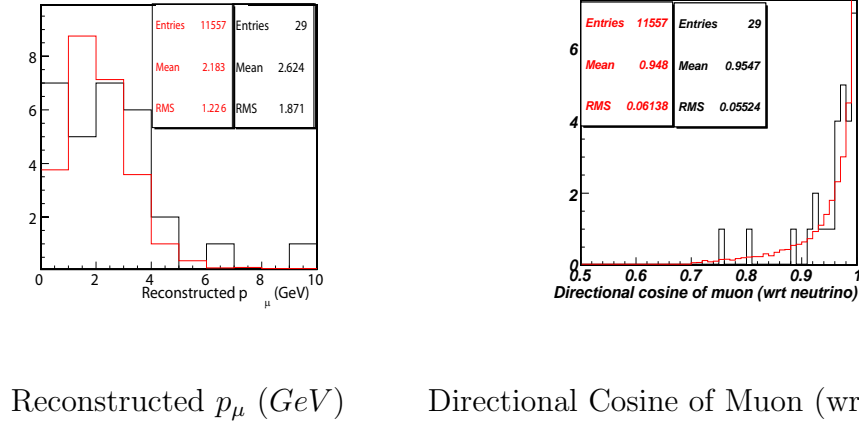 Entries 11557 Entries 29
Mean 2.183 Mean 2.624
RMS 1.226 RMS 1.871
8
6
4
2
0 2 4 6 8 10
Reconstructed p μ (GeV)
Entries 11557 Entries 29
Mean 0.948 Mean 0.9547
RMS 0.06138 RMS 0.05524
6
4
2
0
0.5 0.6 0.7 0.8 0.9 1
Directional cosine of muon (wrt neutrino)
Reconstructed pμ (GeV)
Directional Cosine of Muon (wr